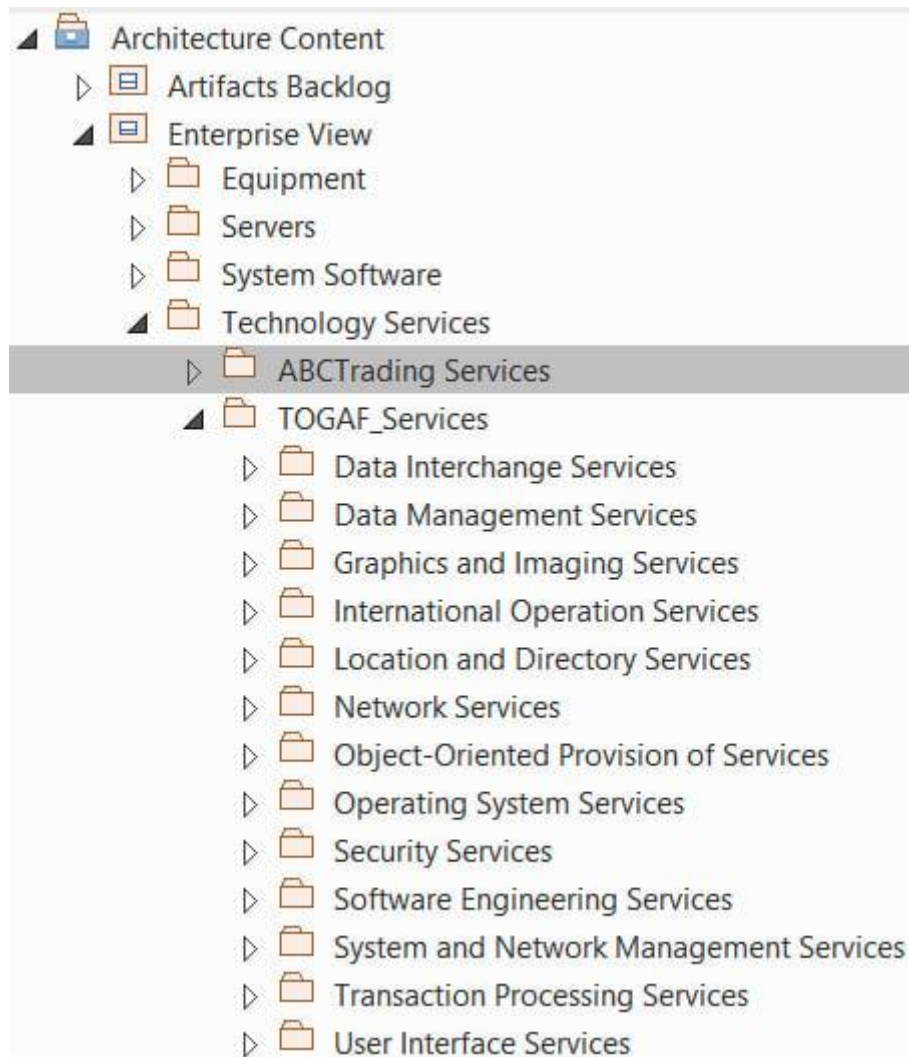 Architecture Content
Artifacts Backlog
Enterprise View
Equipment
Servers
System Software
Technology Services
ABCTrading Services
TOGAF_Services
Data Interchange Services
Data Management Services
Graphics and Imaging Services
International Operation Services
Location and Directory Services
Network Services
Object-Oriented Provision of Services
Operating System Services
Security Services
Software Engineering Services
System and Network Management Services
Transaction Processing Services
User Interface Services